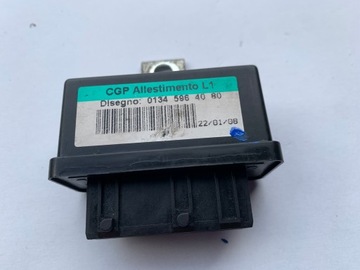 CGP Allestimento L1
Disegno: 0134 596 40 80
22/01/08